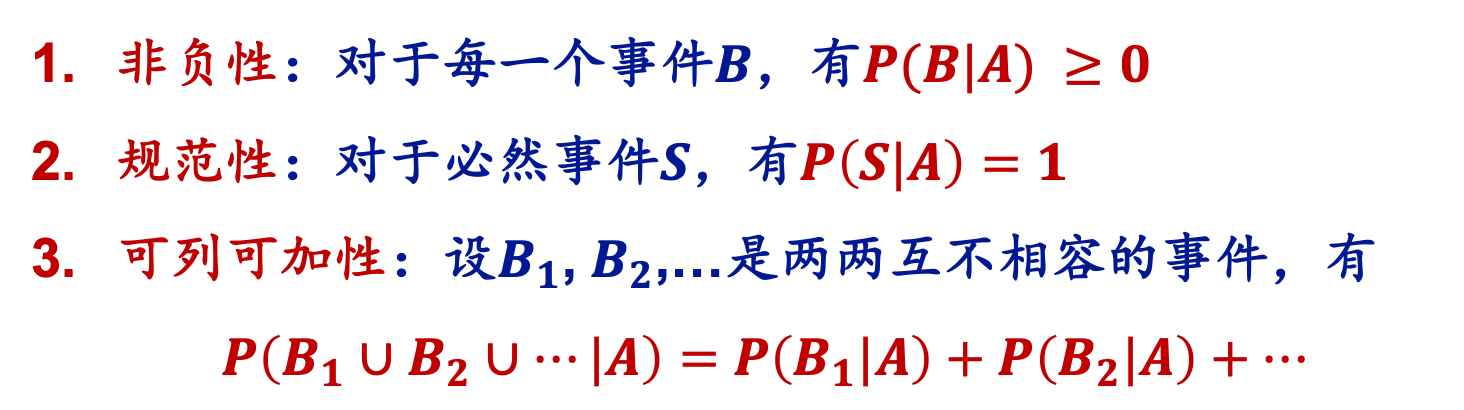 1. 非负性：对于每一个事件B，有P(B|A) ≥ 0
2. 规范性：对于必然事件S，有P(S|A) = 1
3. 可列可加性：设B₁, B₂,...是两两互不相容的事件，有
P(B₁ ∪ B₂ ∪ ⋯ |A) = P(B₁|A) + P(B₂|A) + ⋯